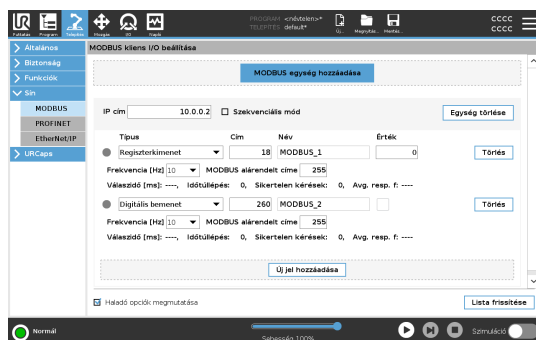 PROGRAM <névtelen>*
TELEPÍTÉS default*
Futtatás Program Telepítés Mozgás I/O Napló
Új... Megnyitás... Mentés...
CCCC
CCCC
Általános
Biztonság
Funkciók
Sín
MODBUS
PROFINET
EtherNet/IP
URCaps
MODBUS kliens I/O beállítása
MODBUS egység hozzáadása
IP cím 10.0.0.2 Szekvenciális mód Egység törlése
Típus Cím Név Érték
Regiszterkimenet 18 MODBUS_1 0 Törlés
Frekvencia [Hz] 10 MODBUS alárendelt címe 255
Válaszidő [ms]: ----, Időtúllépés: 0, Sikertelen kérések: 0, Avg. resp. f: ----
Digitális bemenet 260 MODBUS_2 Törlés
Frekvencia [Hz] 10 MODBUS alárendelt címe 255
Válaszidő [ms]: ----, Időtúllépés: 0, Sikertelen kérések: 0, Avg. resp. f: ----
Új jel hozzáadása
Haladó opciók megmutatása
Lista frissítése
Normál
Sebesség 100%
Szimuláció